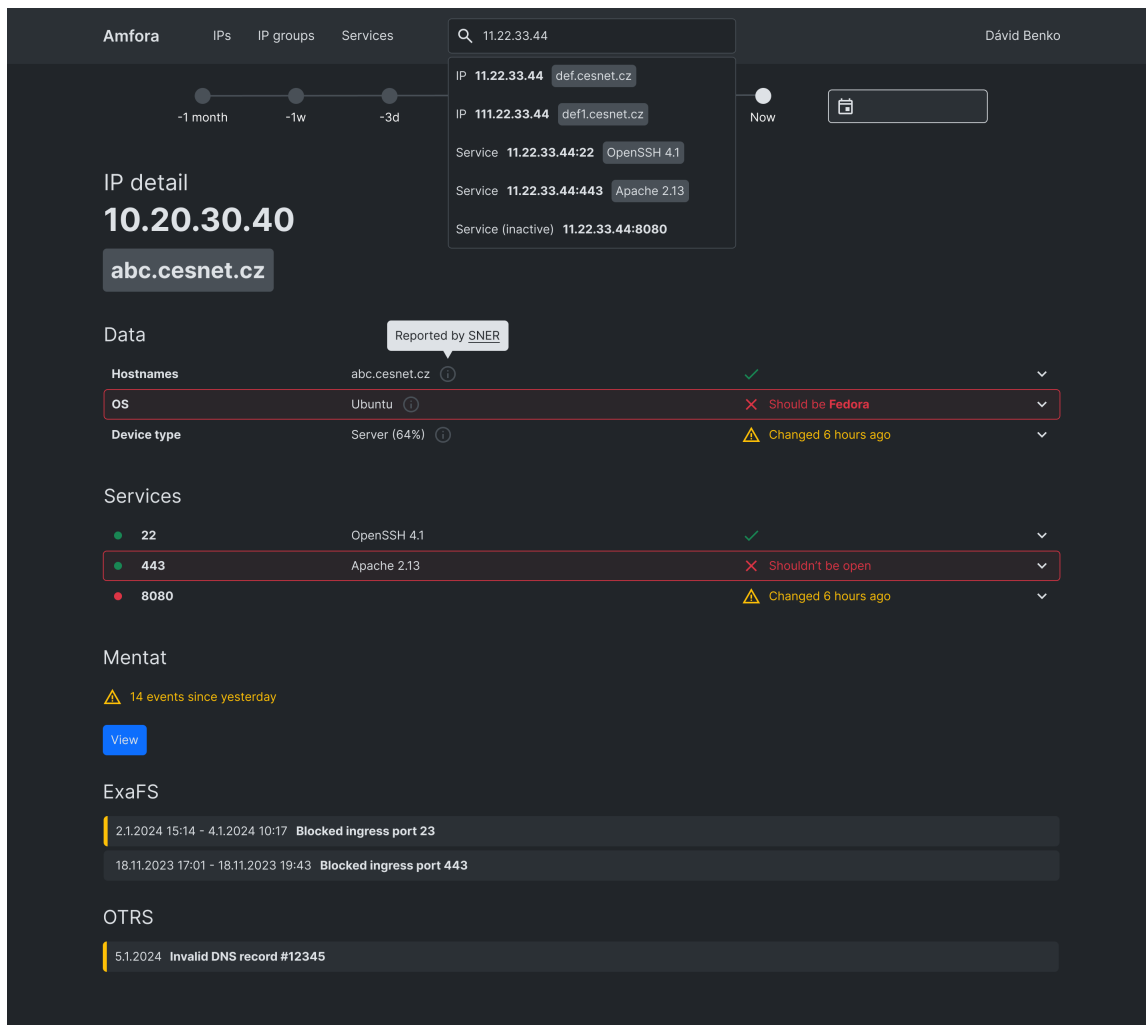 Amfora IPs IP groups Services 11.22.33.44 Dávid Benko
IP 11.22.33.44 def.cesnet.cz
IP 111.22.33.44 def1.cesnet.cz
Service 11.22.33.44:22 OpenSSH 4.1
Service 11.22.33.44:443 Apache 2.13
Service (inactive) 11.22.33.44:8080
-1 month -1w -3d Now
IP detail
10.20.30.40
abc.cesnet.cz
Data
Reported by SNER
Hostnames abc.cesnet.cz
OS Ubuntu Should be Fedora
Device type Server (64%) Changed 6 hours ago
Services
22 OpenSSH 4.1
443 Apache 2.13 Shouldn't be open
8080 Changed 6 hours ago
Mentat
14 events since yesterday
View
ExaFS
2.1.2024 15:14 - 4.1.2024 10:17 Blocked ingress port 23
18.11.2023 17:01 - 18.11.2023 19:43 Blocked ingress port 443
OTRS
5.1.2024 Invalid DNS record #12345